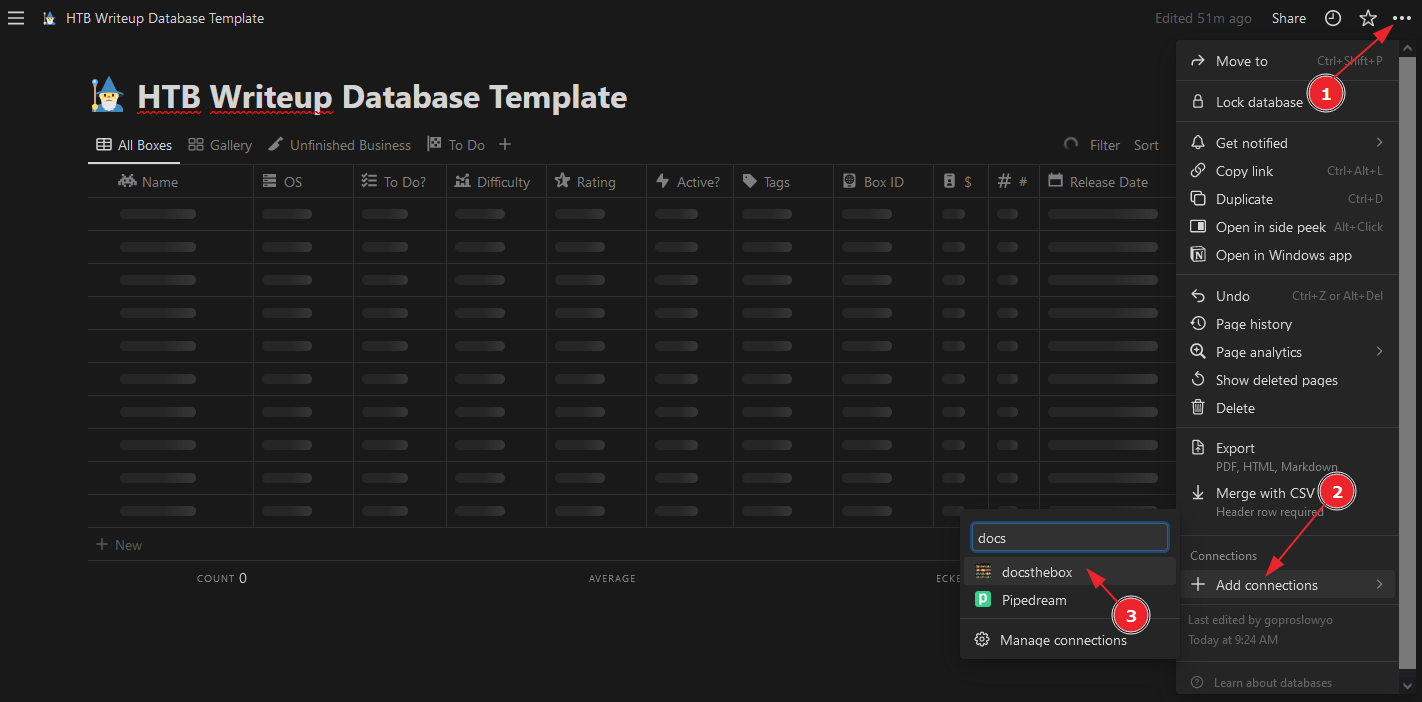 HTB Writeup Database Template
Edited 51m ago
Share
HTB Writeup Database Template
All Boxes
Gallery
Unfinished Business
To Do
Filter
Sort
Name
OS
To Do?
Difficulty
Rating
Active?
Tags
Box ID
$
#
Release Date
New
COUNT 0
AVERAGE
ECKE
Move to Ctrl+Shift+P
1
Lock database
Get notified
Copy link Ctrl+Alt+L
Duplicate Ctrl+D
Open in side peek Alt+Click
Open in Windows app
Undo Ctrl+Z or Alt+Del
Page history
Page analytics
Show deleted pages
Delete
Export
PDF, HTML, Markdown
Merge with CSV
2
Header row required
Connections
Add connections
Last edited by goproslowyo
Today at 9:24 AM
Learn about databases
docs
docsthebox
Pipedream
3
Manage connections